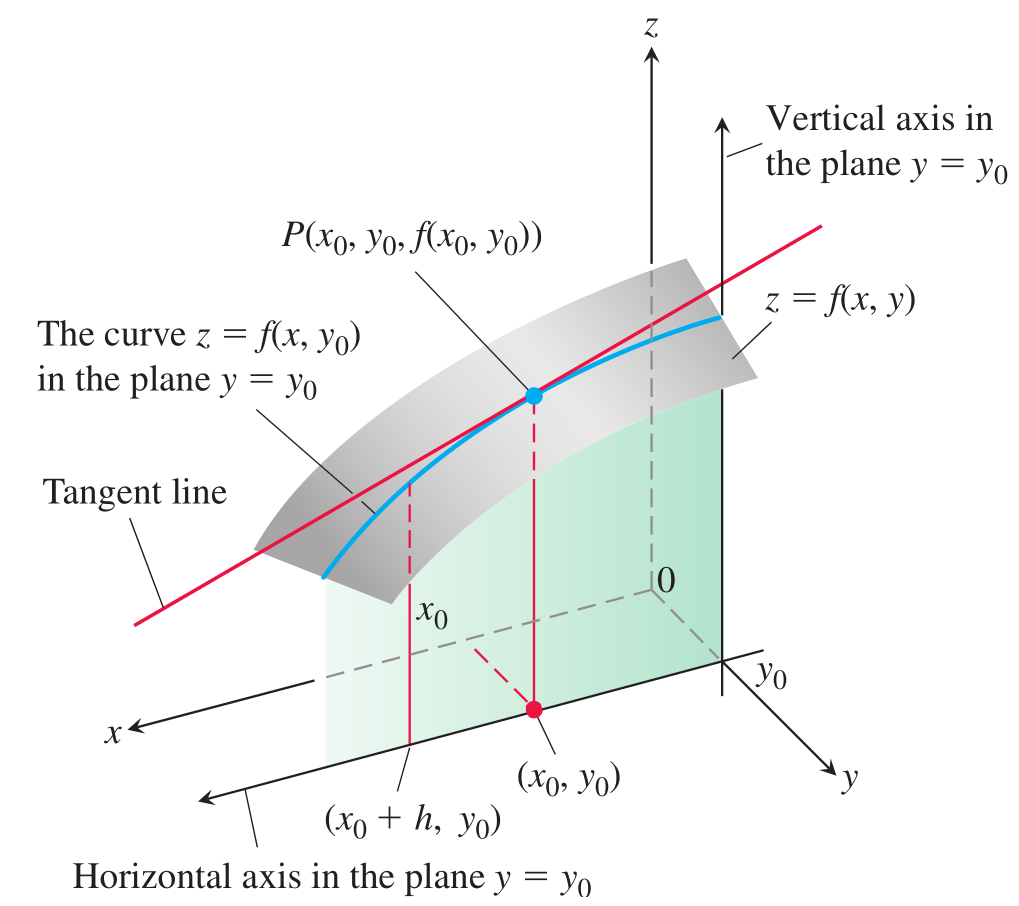 z
Vertical axis in
the plane y = y₀
P(x₀, y₀, f(x₀, y₀))
z = f(x, y)
The curve z = f(x, y₀)
in the plane y = y₀
Tangent line
0
x₀
y₀
x
(x₀, y₀)
y
(x₀ + h, y₀)
Horizontal axis in the plane y = y₀